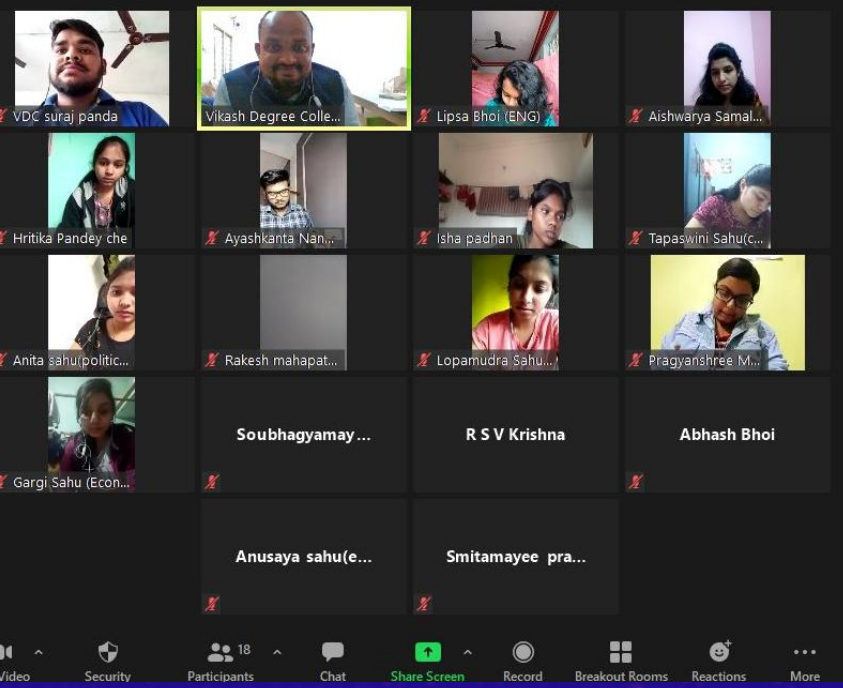 VDC suraj panda
Vikash Degree Colle...
Lipsa Bhoi (ENG)
Aishwarya Samal...
Hritika Pandey che
Ayashkanta Nan...
Isha padhan
Tapaswini Sahu(c...
Anita sahu(politic...
Rakesh mahapat...
Lopamudra Sahu...
Pragyanshree M...
Gargi Sahu (Econ...
Soubhagyamay...
R S V Krishna
Abhash Bhoi
Anusaya sahu(e...
Smitamayee pra...
18
Video
Security
Participants
Chat
Share Screen
Record
Breakout Rooms
Reactions
More